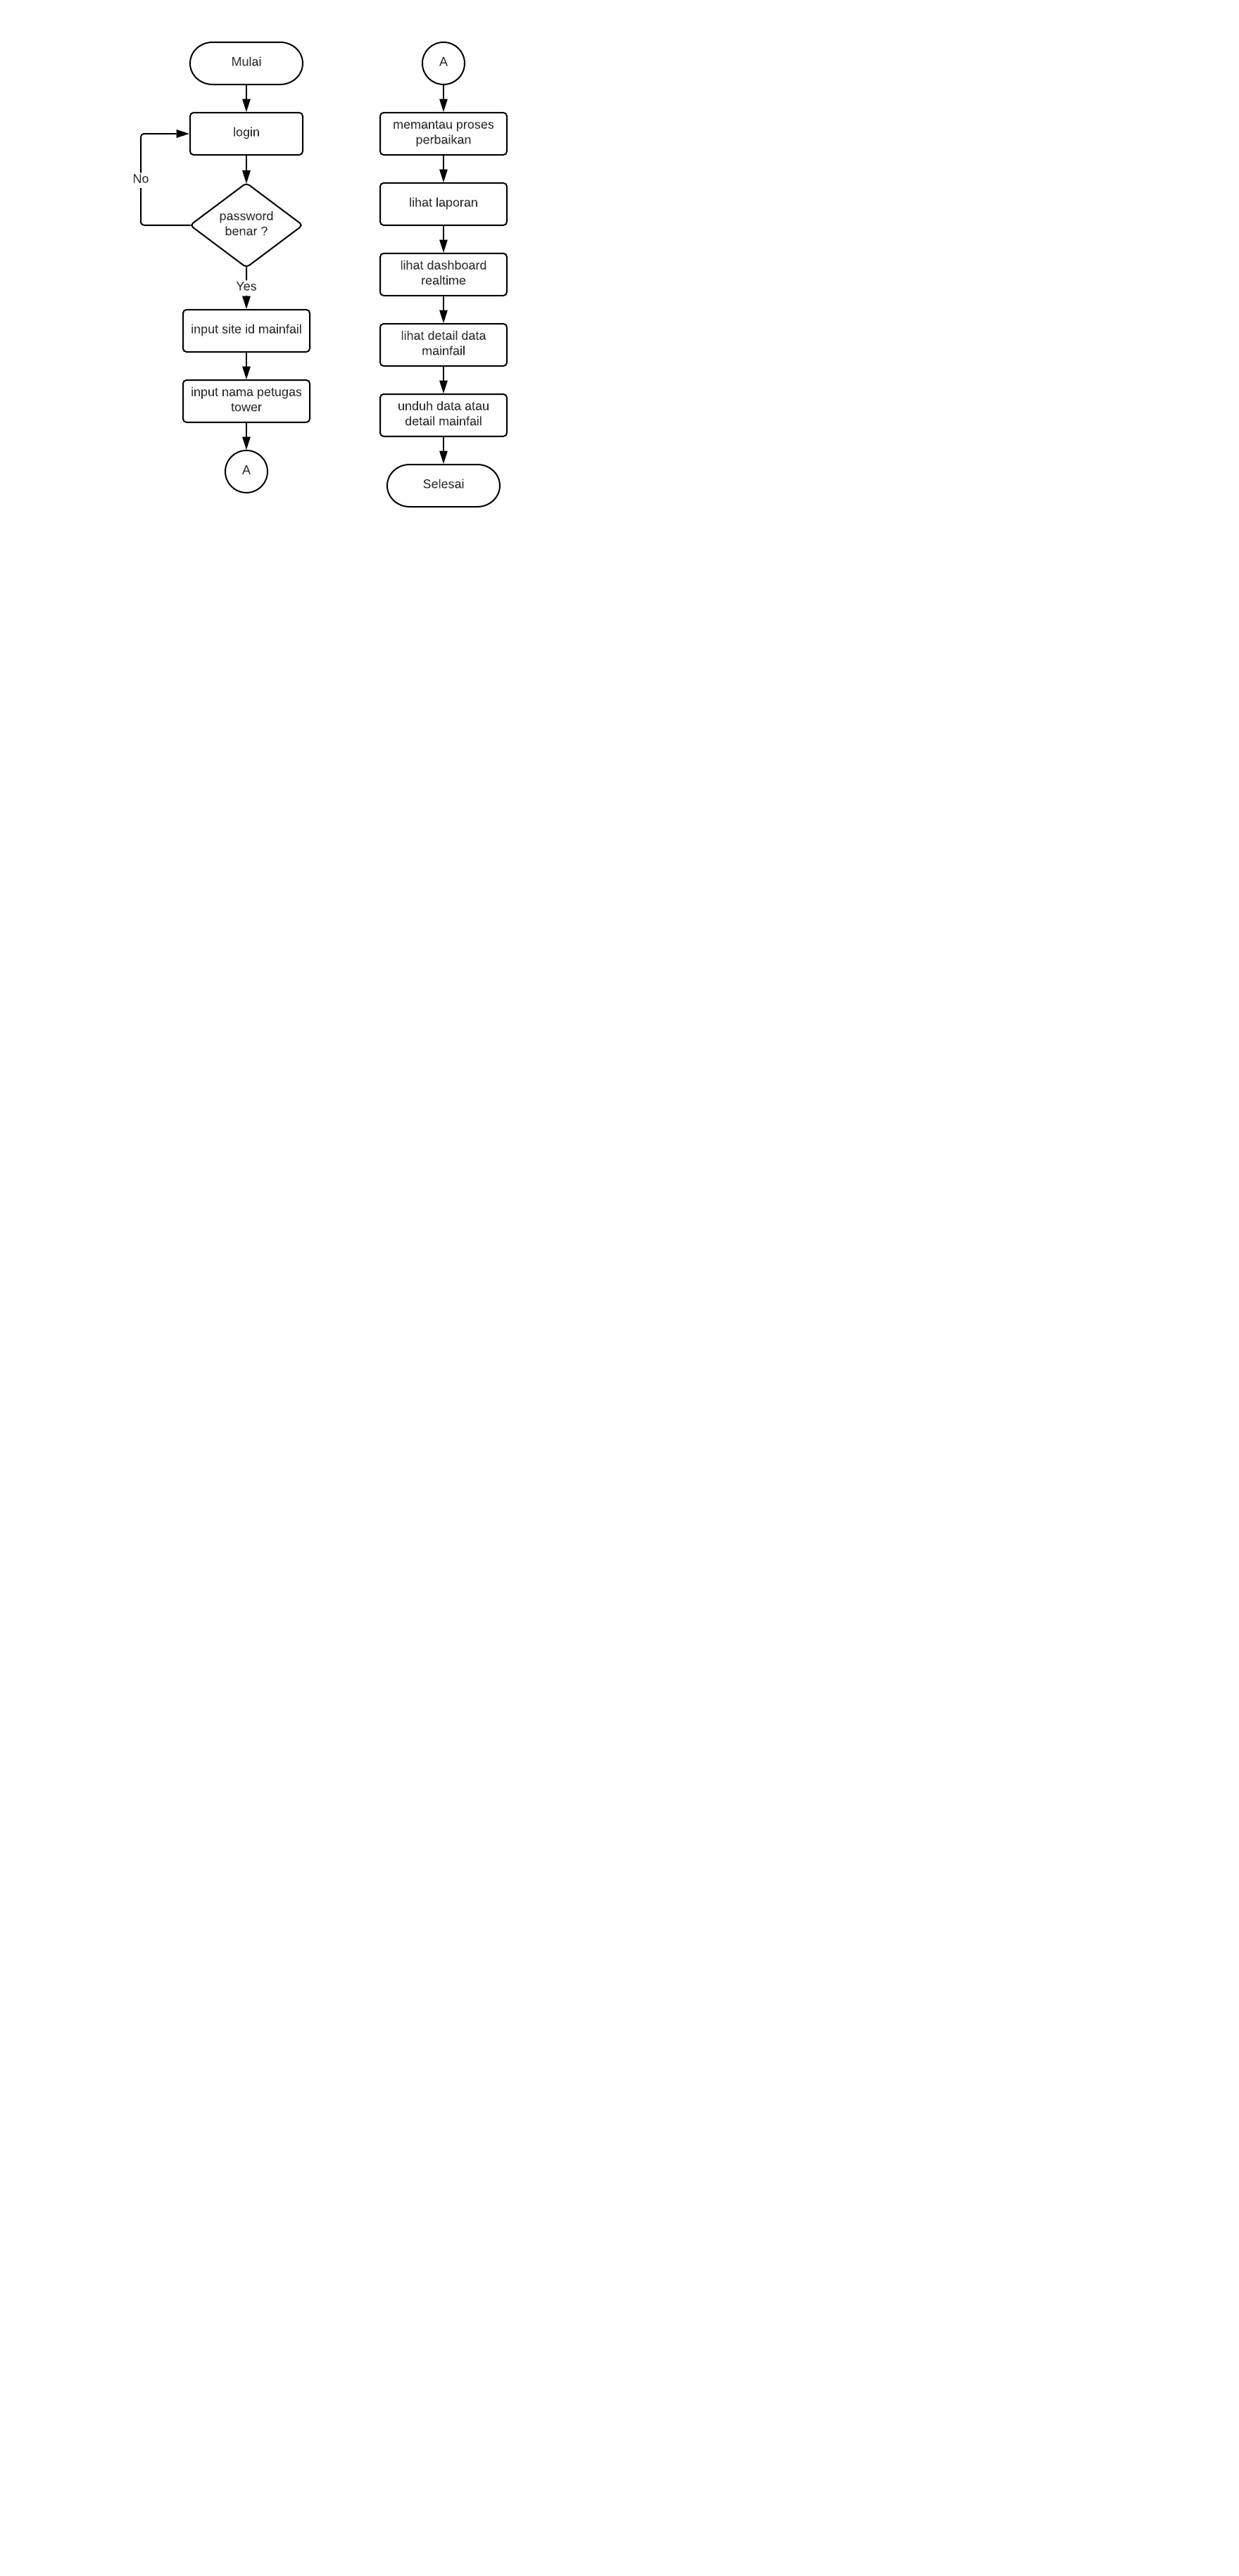 Mulai
login
No
password
benar ?
Yes
input site id mainfail
input nama petugas
tower
A
A
memantau proses
perbaikan
lihat laporan
lihat dashboard
realtime
lihat detail data
mainfail
unduh data atau
detail mainfail
Selesai